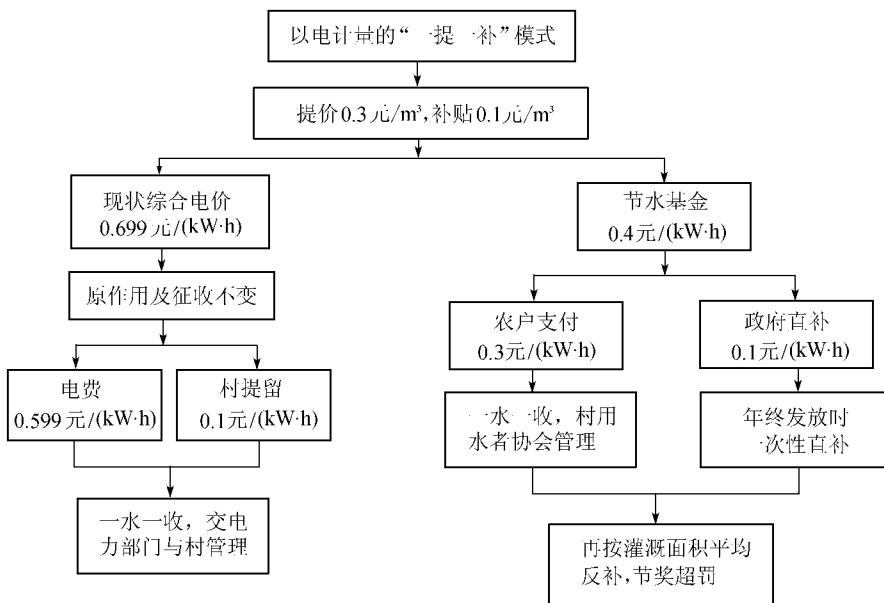 以电计量的“一提一补”模式
提价0.3元/m³,补贴0.1元/m³
现状综合电价
0.699元/(kW·h)
节水基金
0.4元/(kW·h)
原作用及征收不变
农户支付
0.3元/(kW·h)
政府直补
0.1元/(kW·h)
电费
0.599元/(kW·h)
村提留
0.1元/(kW·h)
一水一收，村用
水者协会管理
年终发放时
一次性直补
一水一收，交电
力部门与村管理
再按灌溉面积平均
反补,节奖超罚